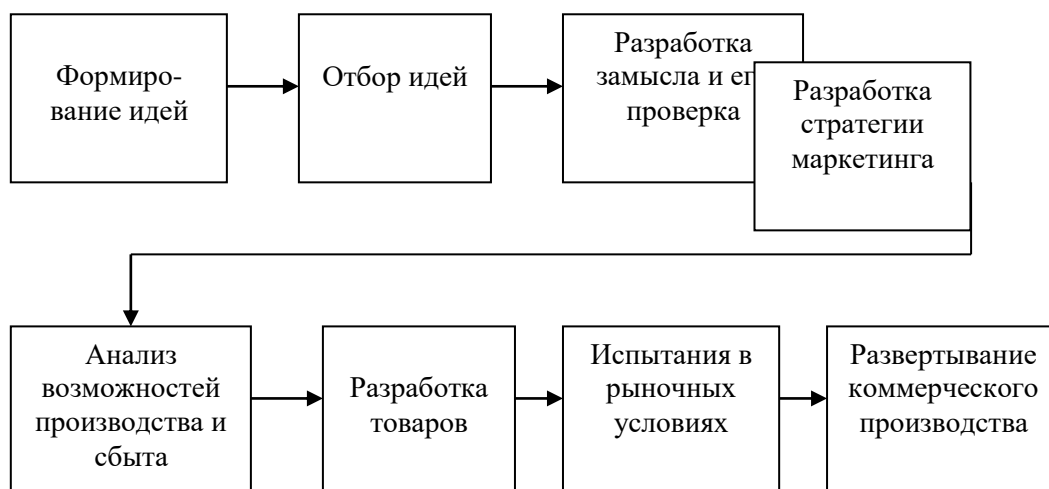 Формиро-
вание идей
Отбор идей
Разработка
замысла и ег
проверка
Разработка
стратегии
маркетинга
Анализ
возможностей
производства и
сбыта
Разработка
товаров
Испытания в
рыночных
условиях
Развертывание
коммерческого
производства